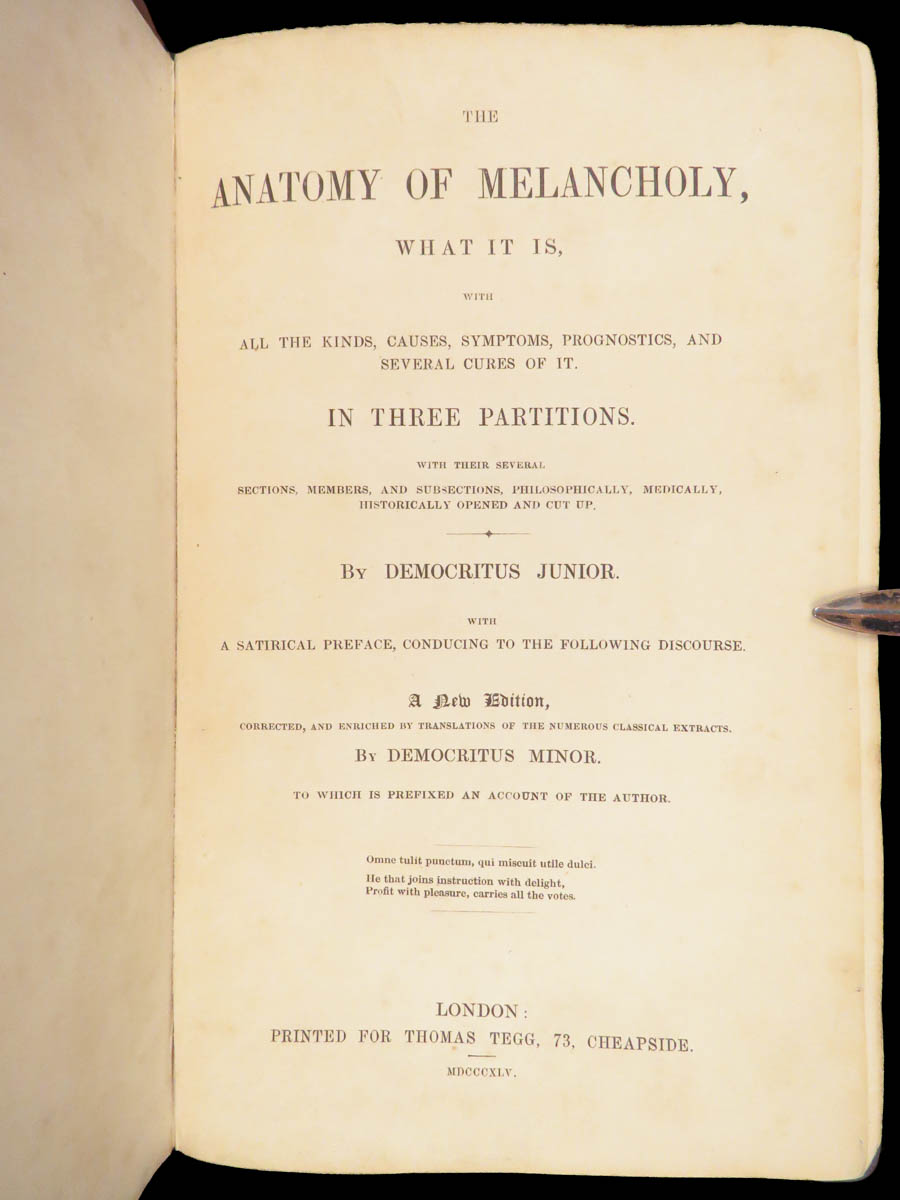 THE
ANATOMY OF MELANCHOLY,
WHAT IT IS,
WITH
ALL THE KINDS, CAUSES, SYMPTOMS, PROGNOSTICS, AND
SEVERAL CURES OF IT.
IN THREE PARTITIONS.
WITH THEIR SEVERAL
SECTIONS, MEMBERS, AND SUBSECTIONS, PHILOSOPHICALLY, MEDICALLY,
HISTORICALLY OPENED AND CUT UP.
BY DEMOCRITUS JUNIOR.
WITH
A SATIRICAL PREFACE, CONDUCING TO THE FOLLOWING DISCOURSE.
A New Edition,
CORRECTED, AND ENRICHED BY TRANSLATIONS OF THE NUMEROUS CLASSICAL EXTRACTS.
BY DEMOCRITUS MINOR.
TO WHICH IS PREFIXED AN ACCOUNT OF THE AUTHOR.
Omne tulit punctum, qui miscuit utile dulci.
He that joins instruction with delight,
Profit with pleasure, carries all the votes.
LONDON:
PRINTED FOR THOMAS TEGG, 73, CHEAPSIDE.
MDCCCXLV.